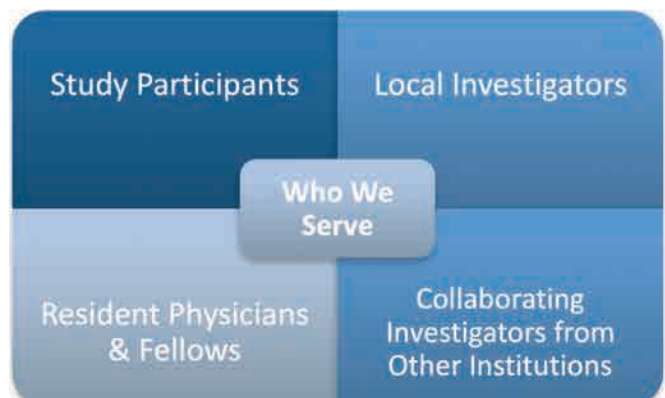 Study Participants
Local Investigators
Who We
Serve
Resident Physicians
& Fellows
Collaborating
Investigators from
Other Institutions